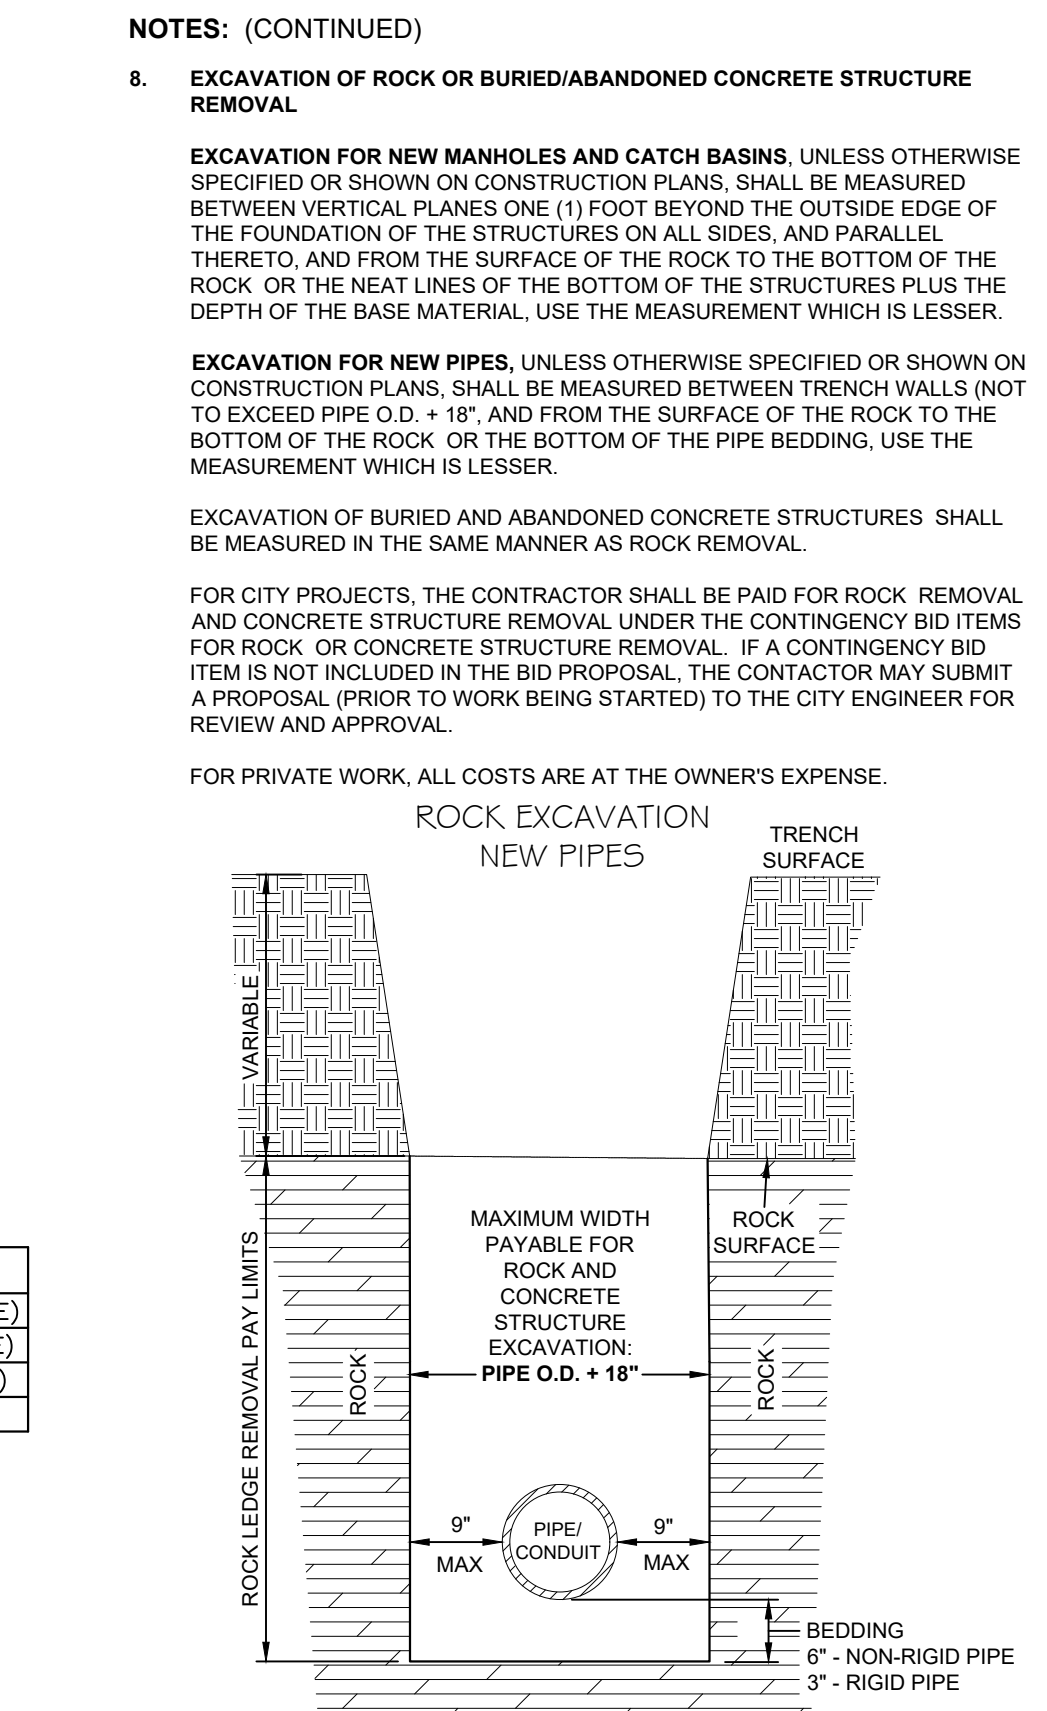 NOTES: (CONTINUED)
8. EXCAVATION OF ROCK OR BURIED/ABANDONED CONCRETE STRUCTURE
REMOVAL
EXCAVATION FOR NEW MANHOLES AND CATCH BASINS, UNLESS OTHERWISE
SPECIFIED OR SHOWN ON CONSTRUCTION PLANS, SHALL BE MEASURED
BETWEEN VERTICAL PLANES ONE (1) FOOT BEYOND THE OUTSIDE EDGE OF
THE FOUNDATION OF THE STRUCTURES ON ALL SIDES, AND PARALLEL
THERETO, AND FROM THE SURFACE OF THE ROCK TO THE BOTTOM OF THE
ROCK OR THE NEAT LINES OF THE BOTTOM OF THE STRUCTURES PLUS THE
DEPTH OF THE BASE MATERIAL, USE THE MEASUREMENT WHICH IS LESSER.
EXCAVATION FOR NEW PIPES, UNLESS OTHERWISE SPECIFIED OR SHOWN ON
CONSTRUCTION PLANS, SHALL BE MEASURED BETWEEN TRENCH WALLS (NOT
TO EXCEED PIPE O.D. + 18", AND FROM THE SURFACE OF THE ROCK TO THE
BOTTOM OF THE ROCK OR THE BOTTOM OF THE PIPE BEDDING, USE THE
MEASUREMENT WHICH IS LESSER.
EXCAVATION OF BURIED AND ABANDONED CONCRETE STRUCTURES SHALL
BE MEASURED IN THE SAME MANNER AS ROCK REMOVAL.
FOR CITY PROJECTS, THE CONTRACTOR SHALL BE PAID FOR ROCK REMOVAL
AND CONCRETE STRUCTURE REMOVAL UNDER THE CONTINGENCY BID ITEMS
FOR ROCK OR CONCRETE STRUCTURE REMOVAL. IF A CONTINGENCY BID
ITEM IS NOT INCLUDED IN THE BID PROPOSAL, THE CONTACTOR MAY SUBMIT
A PROPOSAL (PRIOR TO WORK BEING STARTED) TO THE CITY ENGINEER FOR
REVIEW AND APPROVAL.
FOR PRIVATE WORK, ALL COSTS ARE AT THE OWNER'S EXPENSE.
ROCK EXCAVATION
NEW PIPES
TRENCH
SURFACE
VARIABLE
ROCK LEDGE REMOVAL PAY LIMITS
ROCK
MAXIMUM WIDTH
PAYABLE FOR
ROCK AND
CONCRETE
STRUCTURE
EXCAVATION:
PIPE O.D. + 18"
ROCK
SURFACE
ROCK
9"
MAX
PIPE/
CONDUIT
9"
MAX
BEDDING
6" - NON-RIGID PIPE
3" - RIGID PIPE